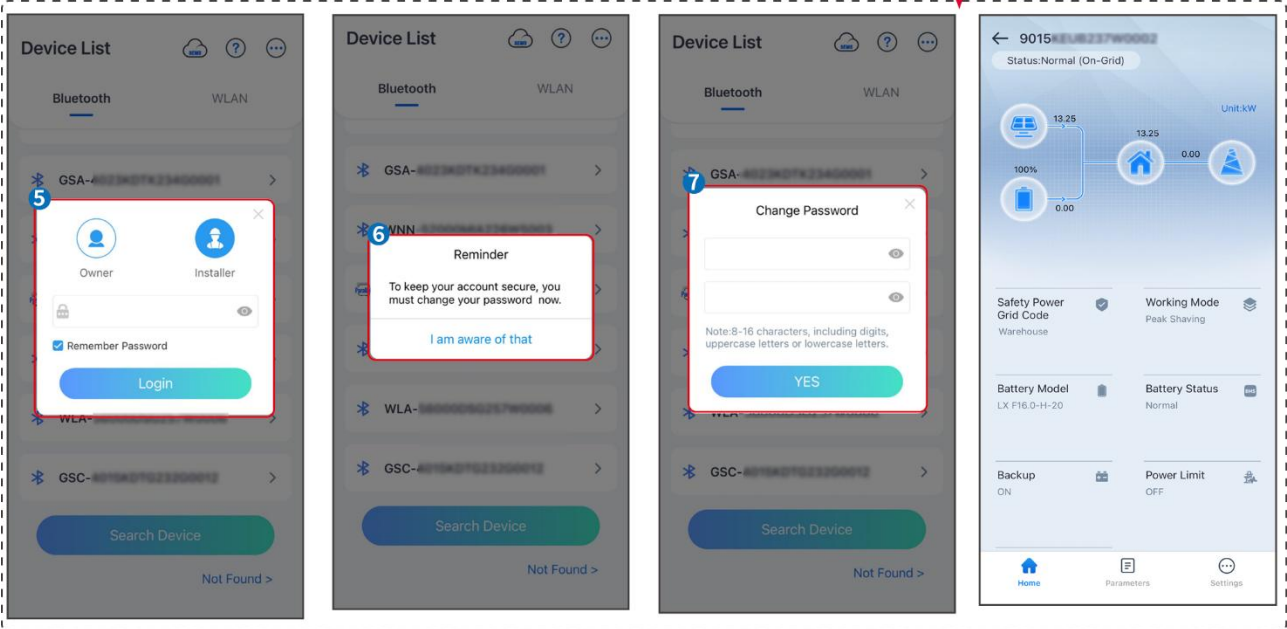 Device List
Bluetooth
WLAN
GSA-
5
Owner
Installer
Remember Password
Login
WLA-
GSC-
Search Device
Not Found >
Device List
Bluetooth
WLAN
GSA-
WNN-
6
Reminder
To keep your account secure, you
must change your password now.
I am aware of that
WLA-
GSC-
Search Device
Not Found >
Device List
Bluetooth
WLAN
GSA-
7
Change Password
Note:8-16 characters, including digits,
uppercase letters or lowercase letters.
YES
WLA-
GSC-
Search Device
Not Found >
9015
Status:Normal (On-Grid)
Unit:kW
13.25
13.25
0.00
100%
0.00
Safety Power
Grid Code
Warehouse
Working Mode
Peak Shaving
Battery Model
LX F16.0-H-20
Battery Status
Normal
Backup
ON
Power Limit
OFF
Home
Parameters
Settings